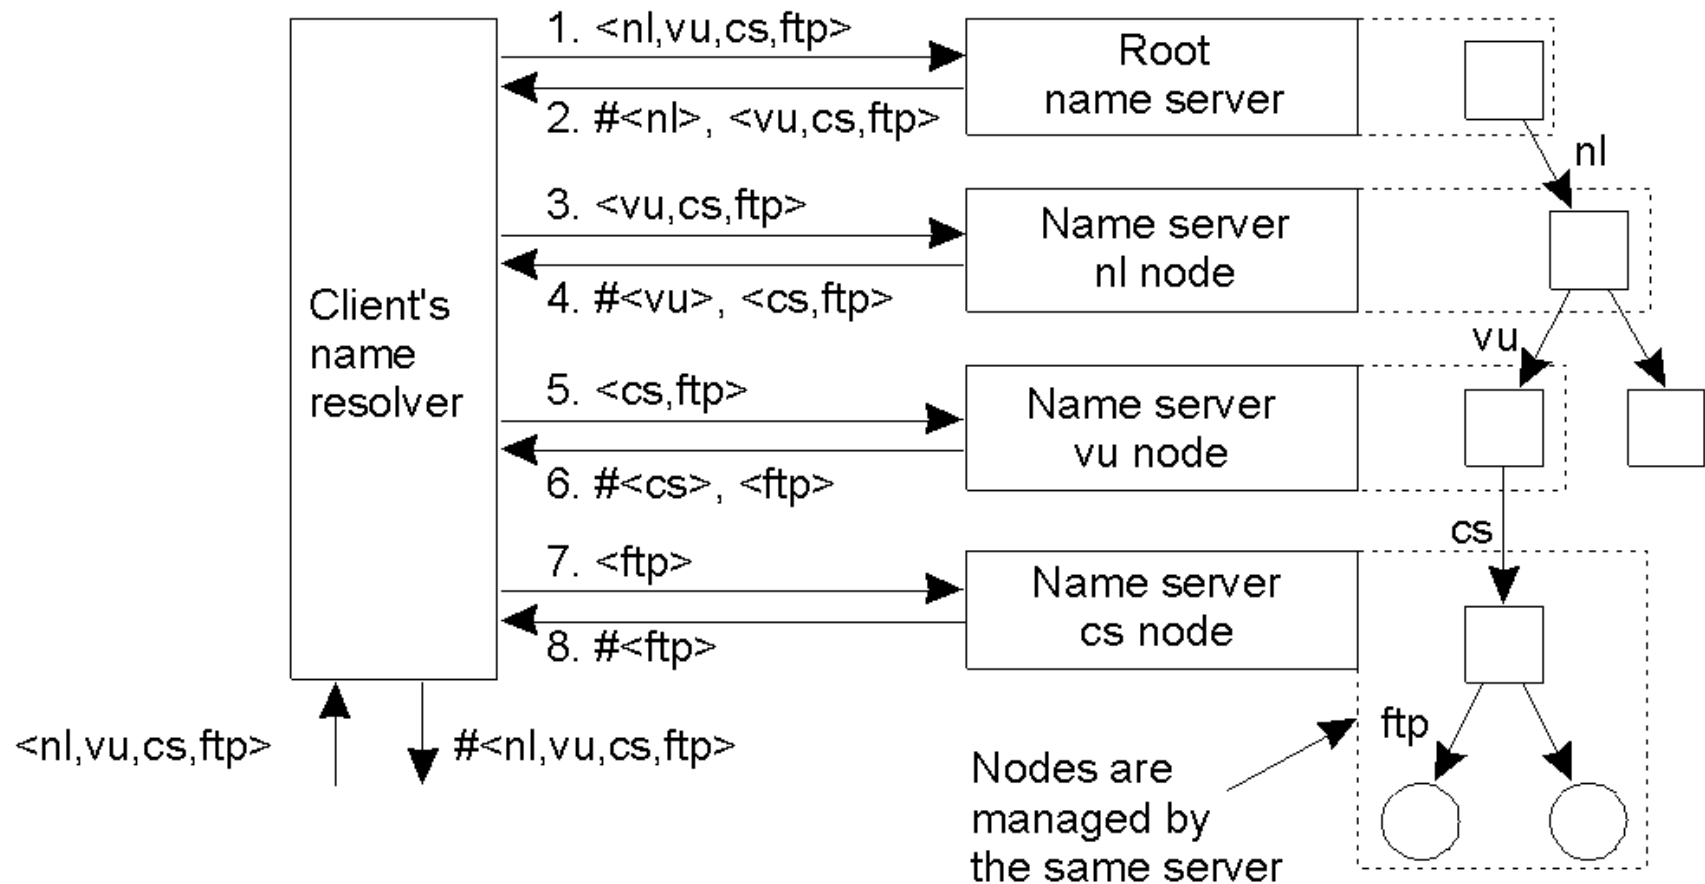 1. <nl,vu,cs,ftp>
Root
name server
2. #<nl>, <vu,cs,ftp>
nl
3. <vu,cs,ftp>
Name server
nl node
4. #<vu>, <cs,ftp>
Client's
name
resolver
vu
5. <cs,ftp>
Name server
vu node
6. #<cs>, <ftp>
cs
7. <ftp>
Name server
cs node
8. #<ftp>
<nl,vu,cs,ftp>
#<nl,vu,cs,ftp>
ftp
Nodes are
managed by
the same server